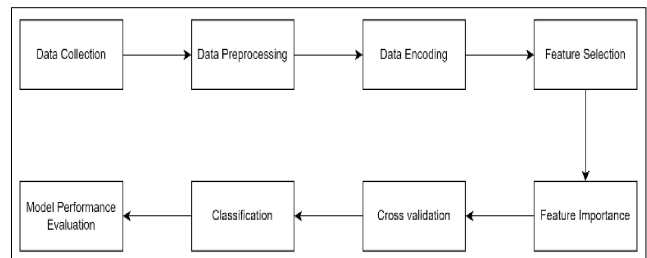 Data Collection
Data Preprocessing
Data Encoding
Feature Selection
Feature Importance
Cross validation
Classification
Model Performance
Evaluation